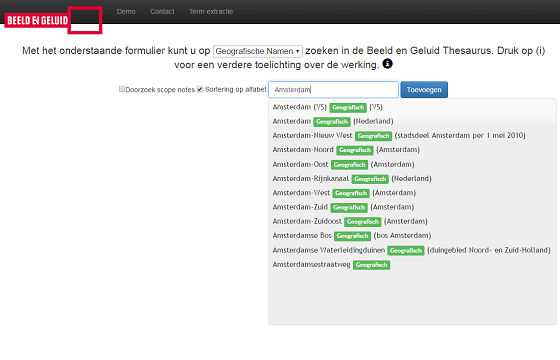 BEELD EN GELUID
Demo Contact Term extractie
Met het onderstaande formulier kunt u op Geografische Namen zoeken in de Beeld en Geluid Thesaurus. Druk op (i)
voor een verdere toelichting over de werking. i
Doorzoek scope notes Sortering op alfabet Amsterdam Toevoegen
Amsterdam (VS) Geografisch (VS)
Amsterdam Geografisch (Nederland)
Amsterdam-Nieuw West Geografisch (stadsdeel Amsterdam per 1 mei 2010)
Amsterdam-Noord Geografisch (Amsterdam)
Amsterdam-Oost Geografisch (Amsterdam)
Amsterdam-Rijnkanaal Geografisch (Nederland)
Amsterdam-West Geografisch (Amsterdam)
Amsterdam-Zuid Geografisch (Amsterdam)
Amsterdam-Zuidoost Geografisch (Amsterdam)
Amsterdamse Bos Geografisch (bos Amsterdam)
Amsterdamse Waterleidingduinen Geografisch (duingebied Noord- en Zuid-Holland)
Amsterdamsestraatweg Geografisch